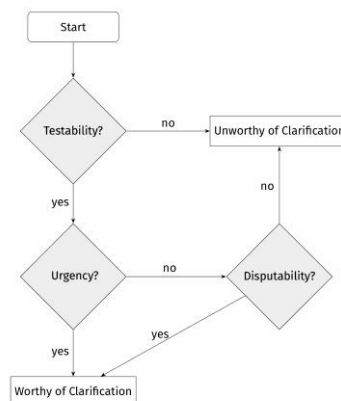 Start
Testability?
no
Unworthy of Clarification
yes
no
Urgency?
no
Disputability?
yes
yes
Worthy of Clarification